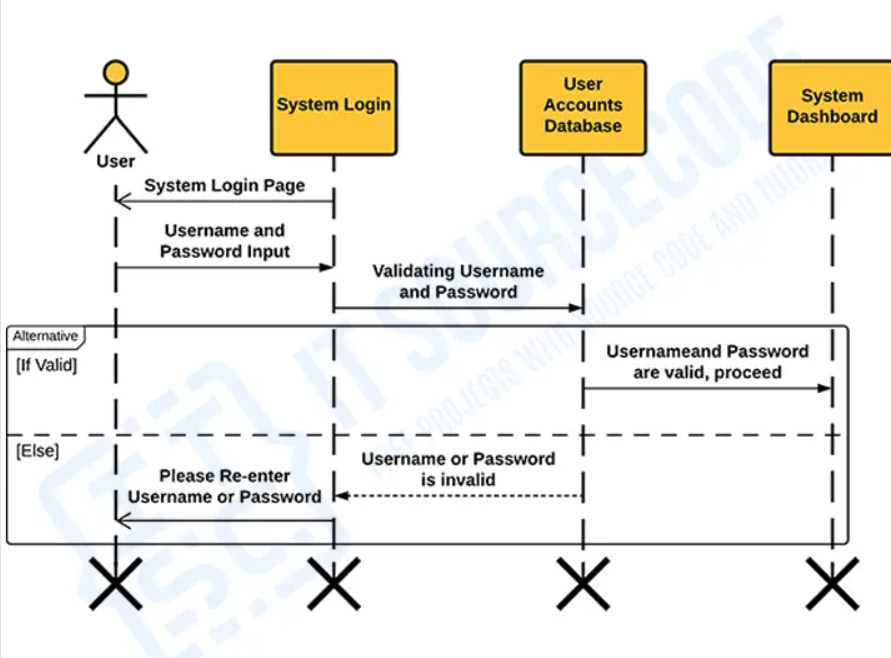 System Login
User
Accounts
Database
System
Dashboard
User
System Login Page
Username and
Password Input
Validating Username
and Password
Alternative
[If Valid]
Usernameand Password
are valid, proceed
[Else]
Username or Password
is invalid
Please Re-enter
Username or Password
IT SOURCECODE
PROJECTS WITH SOURCE CODE AND TUTOR